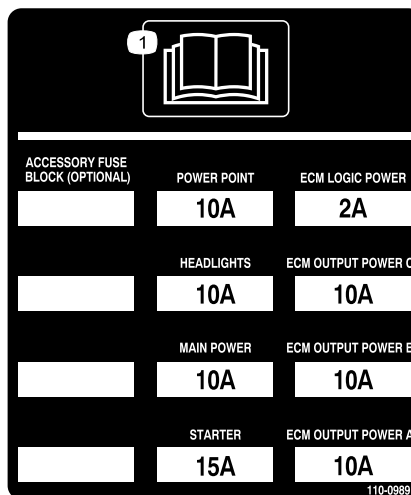 1
ACCESSORY FUSE
BLOCK (OPTIONAL)
POWER POINT
ECM LOGIC POWER
10A
2A
HEADLIGHTS
ECM OUTPUT POWER C
10A
10A
MAIN POWER
ECM OUTPUT POWER B
10A
10A
STARTER
ECM OUTPUT POWER A
15A
10A
110-0989